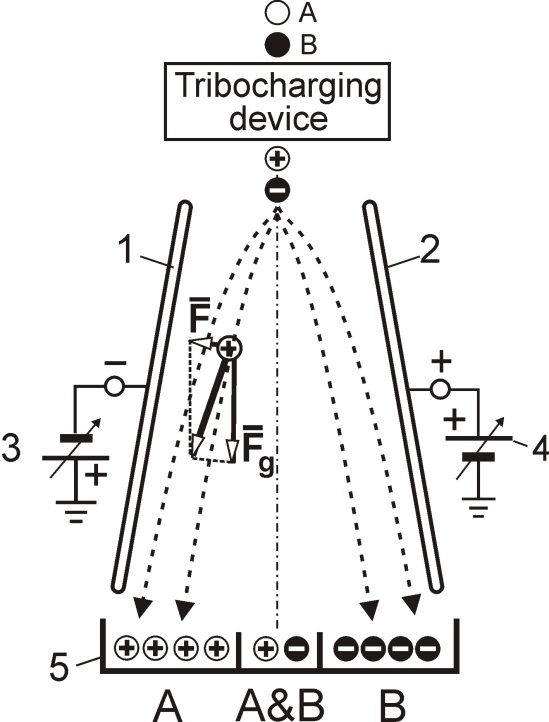 A
B
Tribocharging
device
+
−
1
2
F̅
+
F̅g
−
+
3
+
+
4
5
+ + + + + − − − − −
A A&B B